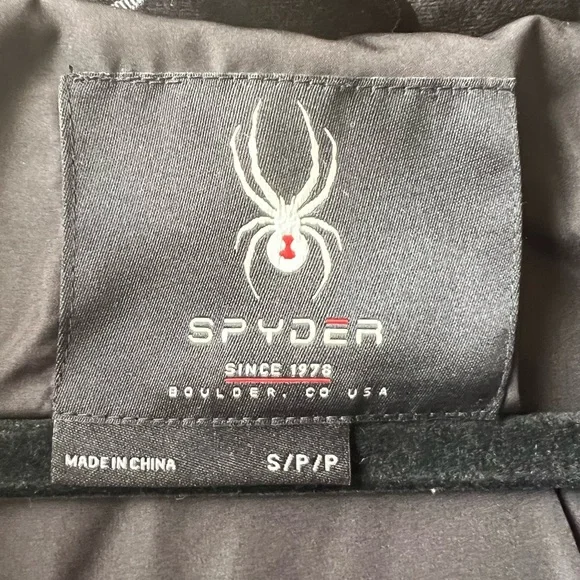 SPYDER
SINCE 1978
BOULDER, CO USA
MADE IN CHINA
S/P/P